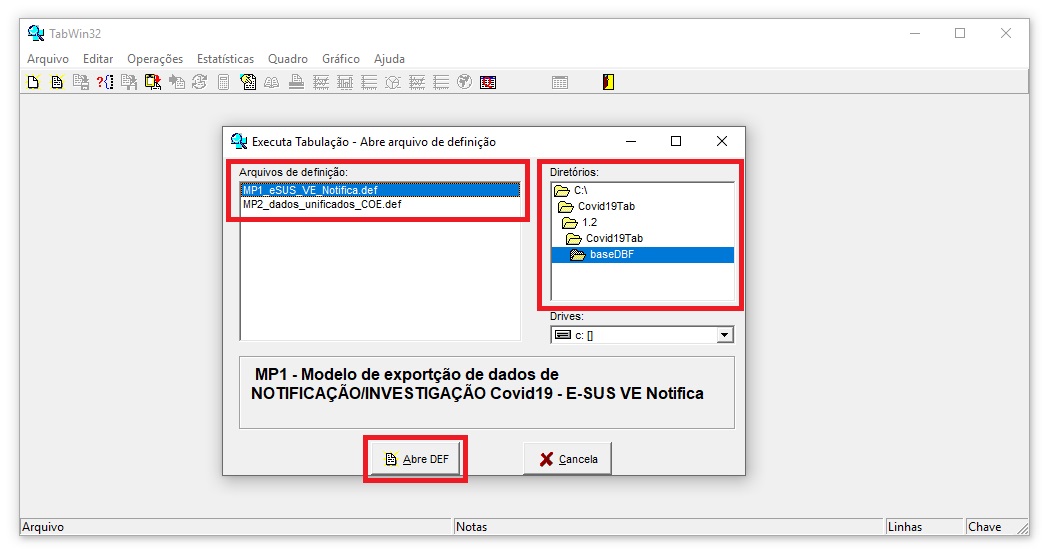 TabWin32
Arquivo Editar Operações Estatísticas Quadro Gráfico Ajuda
Executa Tabulação - Abre arquivo de definição
Arquivos de definição:
MP1_eSUS_VE_Notifica.def
MP2_dados_unificados_COE.def
Diretórios:
C:\
Covid19Tab
1.2
Covid19Tab
baseDBF
Drives:
c: []
MP1 - Modelo de exportção de dados de
NOTIFICAÇÃO/INVESTIGAÇÃO Covid19 - E-SUS VE Notifica
Abre DEF
Cancela
Arquivo Notas Linhas Chave